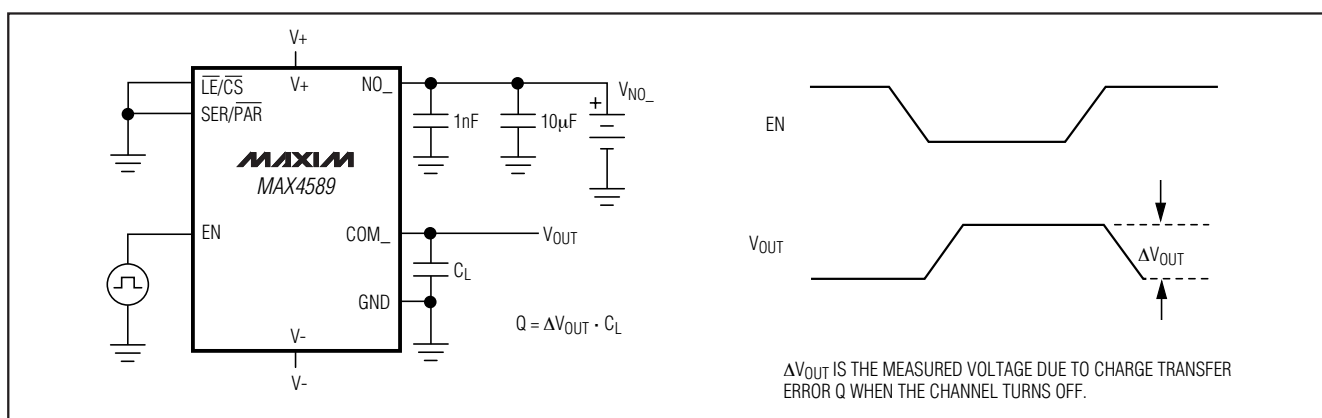 V+
LE/CS
V+
NO_
V_NO_
SER/PAR
1nF
10µF
+
MAXIM
MAX4589
EN
COM_
V_OUT
C_L
GND
Q = ΔV_OUT · C_L
V-
V-
EN
V_OUT
ΔV_OUT
ΔV_OUT IS THE MEASURED VOLTAGE DUE TO CHARGE TRANSFER
ERROR Q WHEN THE CHANNEL TURNS OFF.